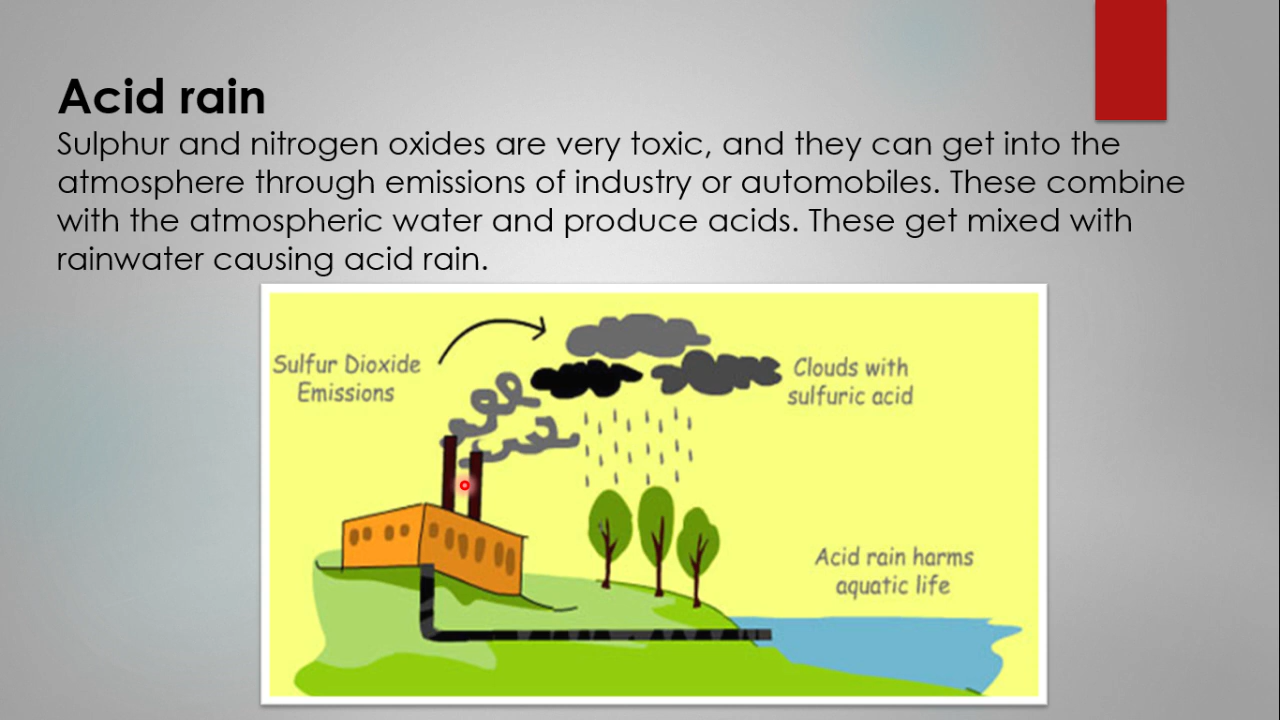 Acid rain
Sulphur and nitrogen oxides are very toxic, and they can get into the
atmosphere through emissions of industry or automobiles. These combine
with the atmospheric water and produce acids. These get mixed with
rainwater causing acid rain.
Sulfur Dioxide
Emissions
Clouds with
sulfuric acid
Acid rain harms
aquatic life